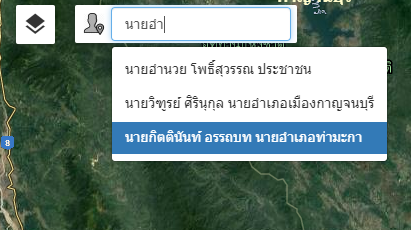 นายอำ
นายอำนวย โพธิ์สุวรรณ ประชาชน
นายวิฑูรย์ ศิรินุกุล นายอำเภอเมืองกาญจนบุรี
นายกิตตินันท์ อรรถบท นายอำเภอท่ามะกา
8